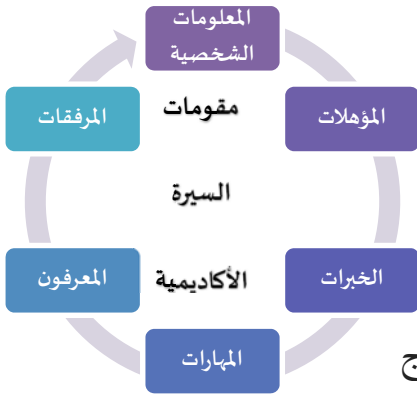 المعلومات
الشخصية
المؤهلات
الخبرات
المهارات
المعرفون
المرفقات
مقومات
السيرة
الأكاديمية
ج